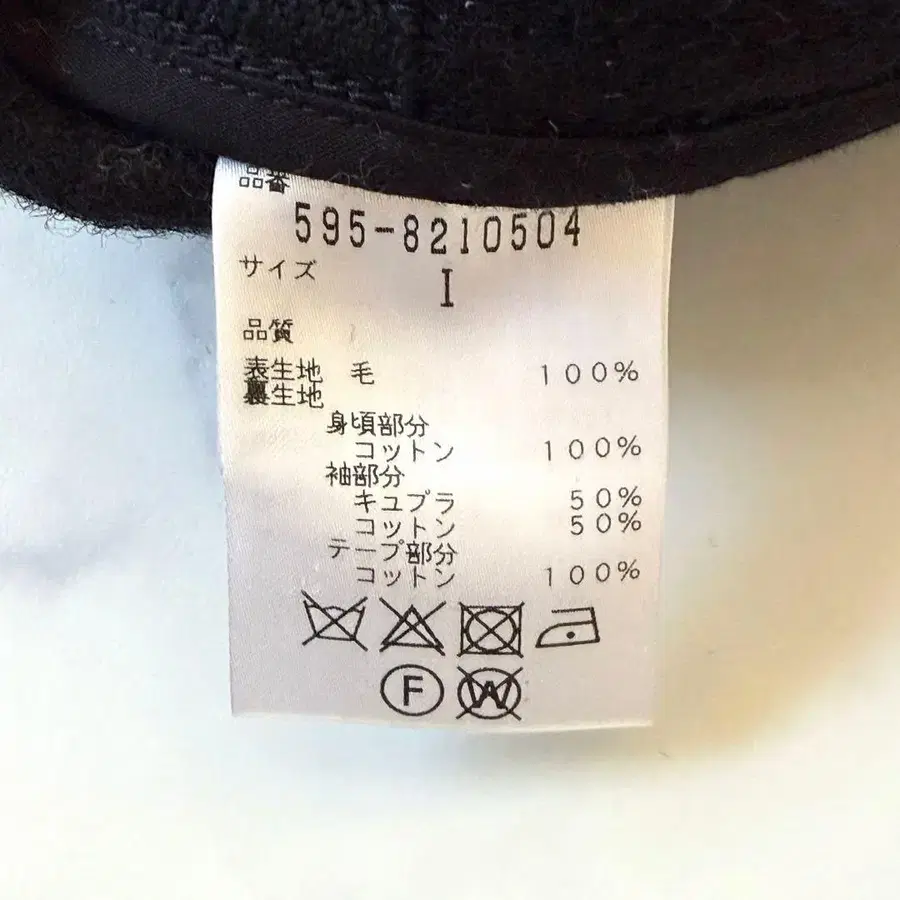 品番
595-8210504
サイズ
I
品質
表生地 毛 100%
裏生地
身頃部分
コットン 100%
袖部分
キュプラ 50%
コットン 50%
テープ部分
コットン 100%
F
W